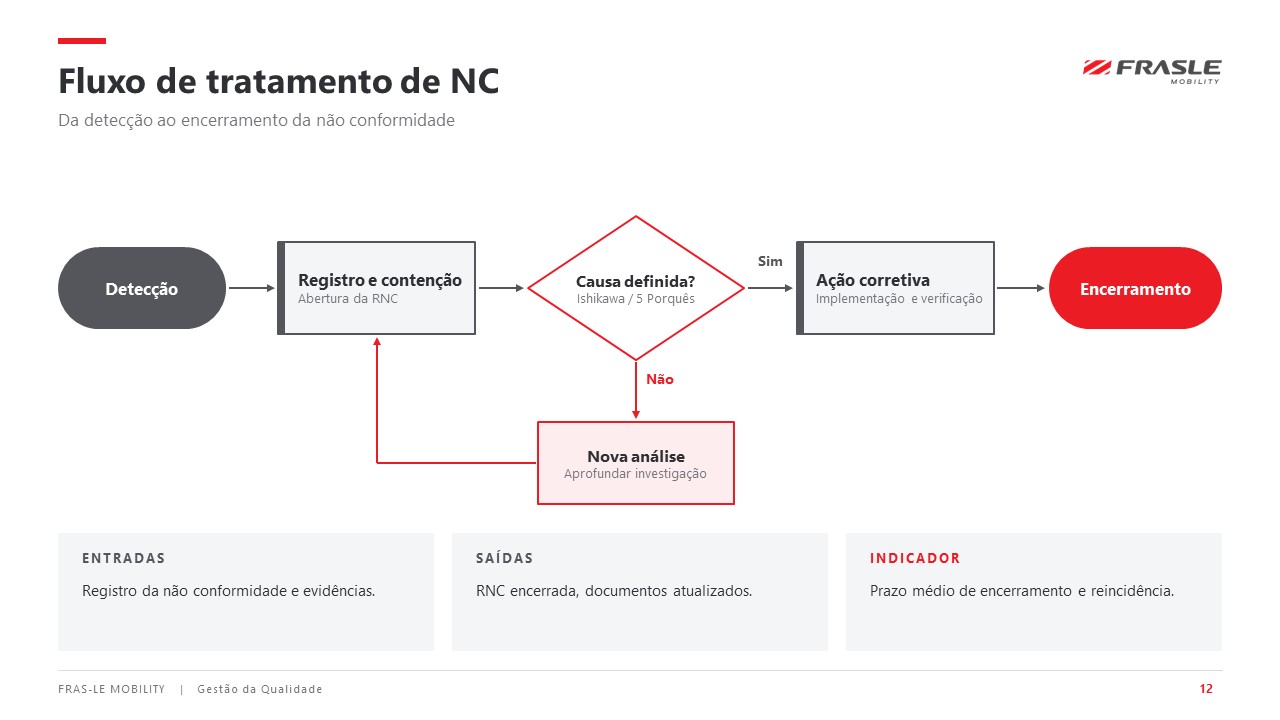 Fluxo de tratamento de NC
Da detecção ao encerramento da não conformidade
FRASLE
MOBILITY
Detecção
Registro e contenção
Abertura da RNC
Causa definida?
Ishikawa / 5 Porquês
Sim
Ação corretiva
Implementação e verificação
Encerramento
Não
Nova análise
Aprofundar investigação
ENTRADAS
Registro da não conformidade e evidências.
SAÍDAS
RNC encerrada, documentos atualizados.
INDICADOR
Prazo médio de encerramento e reincidência.
FRAS-LE MOBILITY | Gestão da Qualidade
12